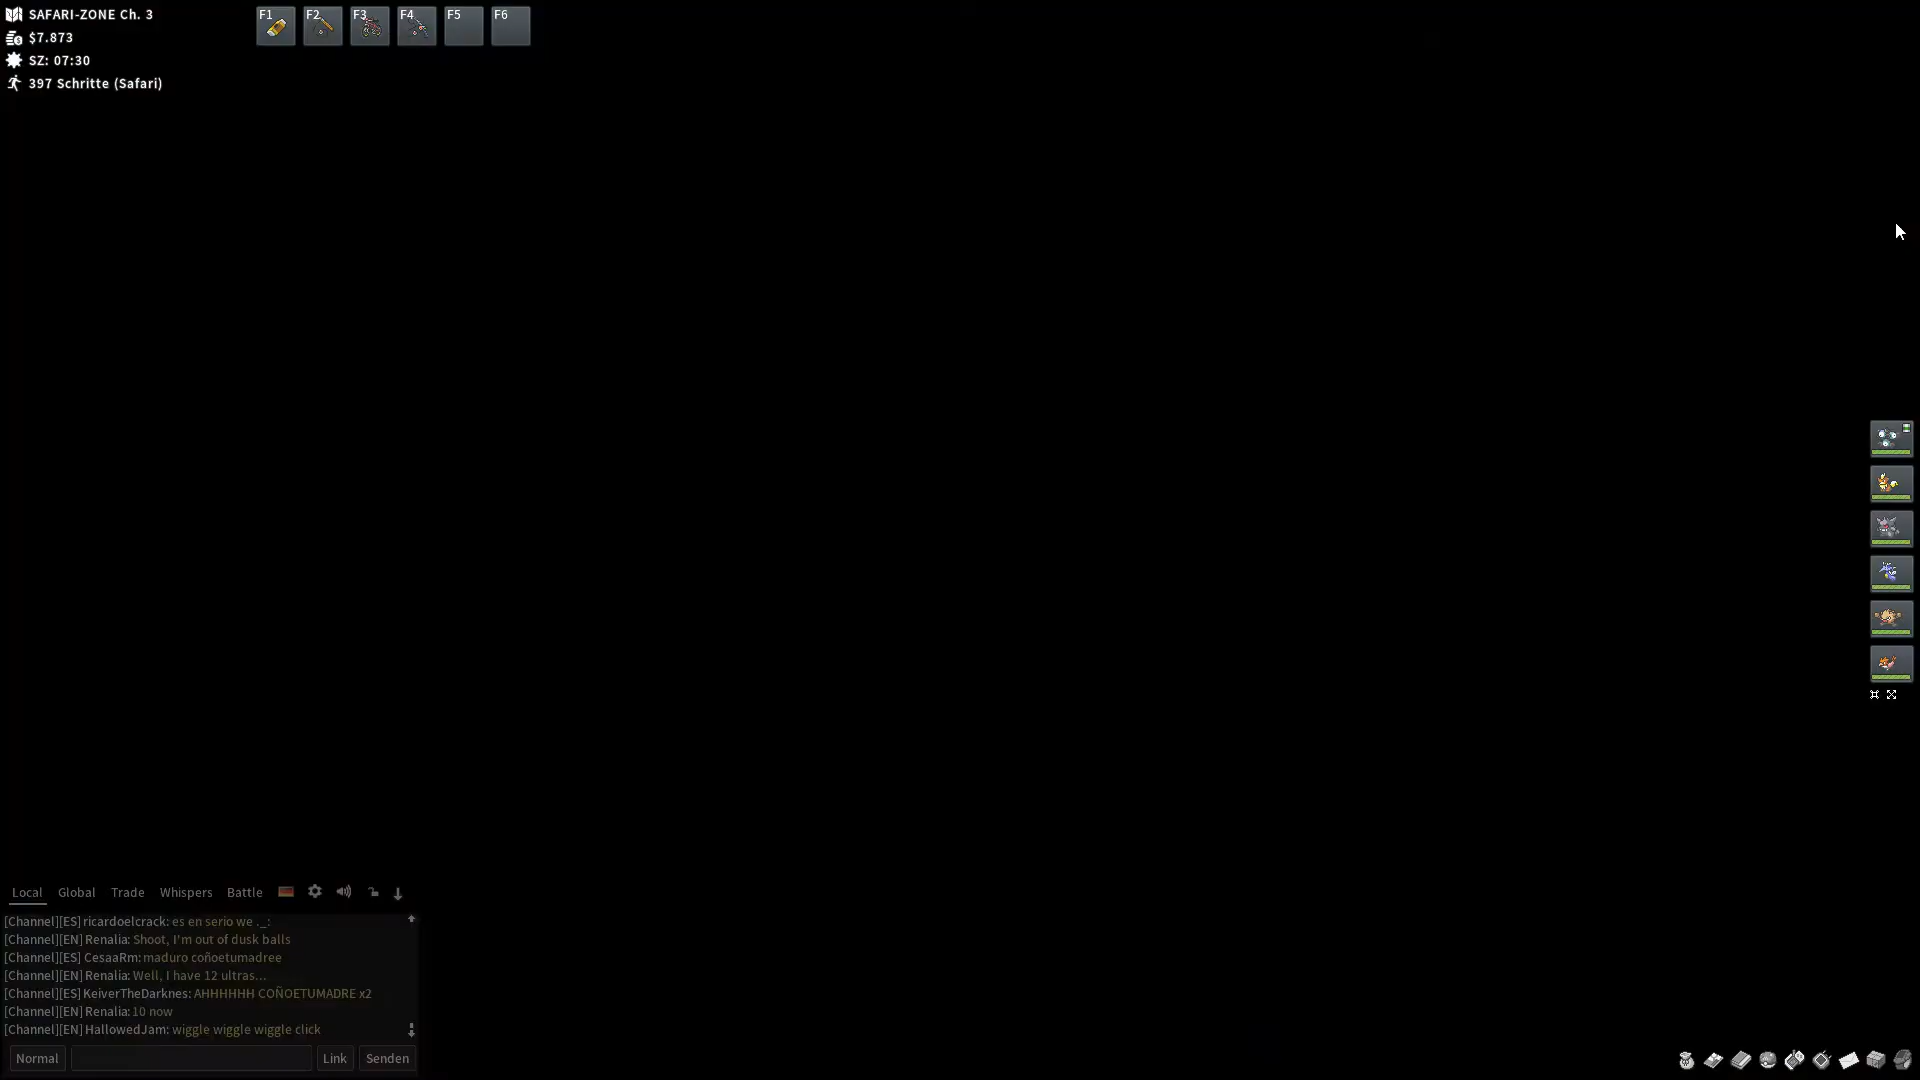 SAFARI-ZONE Ch. 3
$7.873
SZ: 07:30
397 Schritte (Safari)
F1 F2 F3 F4 F5 F6
Local Global Trade Whispers Battle
[Channel][ES] ricardoelcrack: es en serio we ._:
[Channel][EN] Renalia: Shoot, I'm out of dusk balls
[Channel][ES] CesaaRm: maduro coñoetumadree
[Channel][EN] Renalia: Well, I have 12 ultras...
[Channel][ES] KeiverTheDarknes: AHHHHHH COÑOETUMADRE x2
[Channel][EN] Renalia: 10 now
[Channel][EN] HallowedJam: wiggle wiggle wiggle click
Normal Link Senden